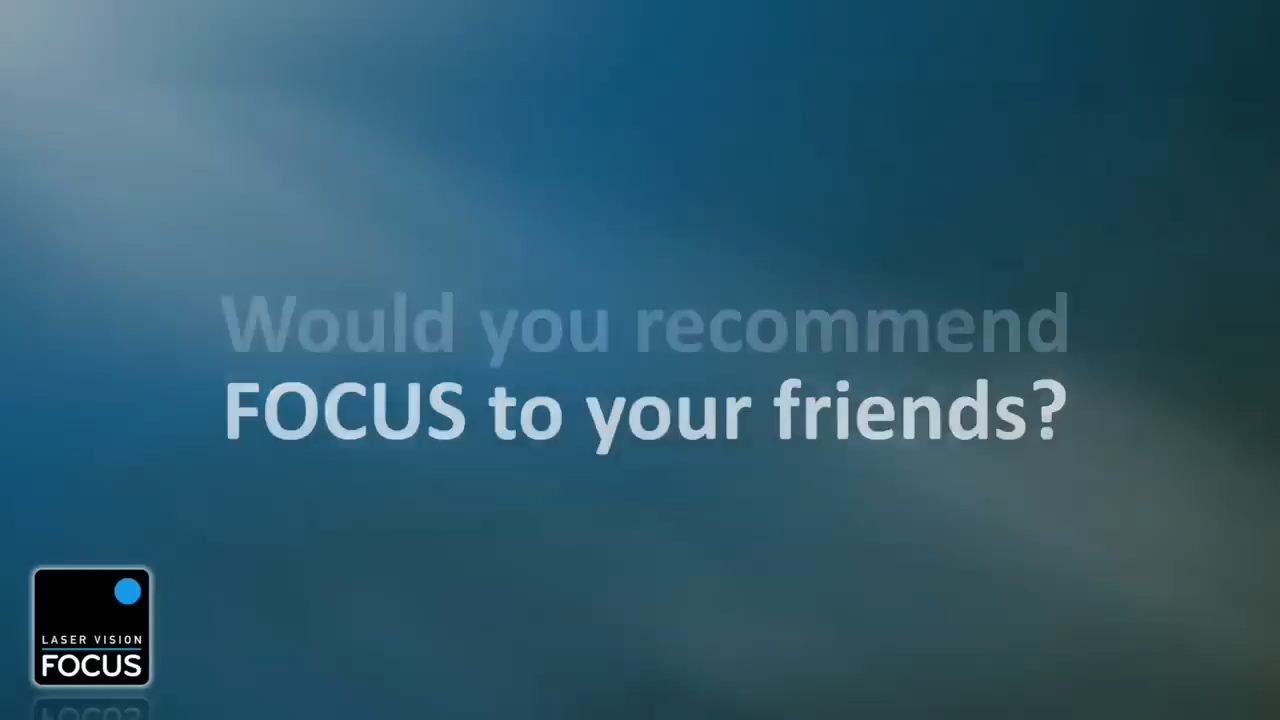 Would you recommend
FOCUS to your friends?
LASER VISION
FOCUS